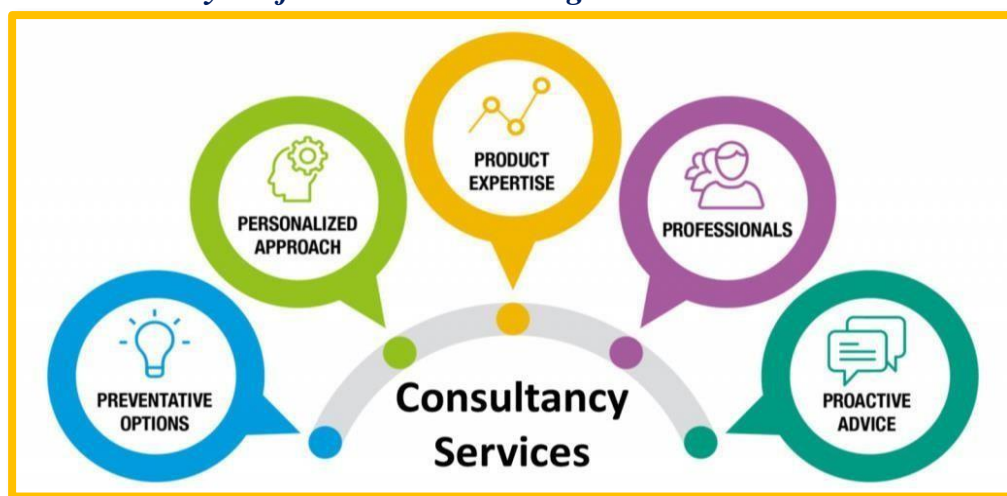 PREVENTATIVE
OPTIONS
PERSONALIZED
APPROACH
PRODUCT
EXPERTISE
PROFESSIONALS
PROACTIVE
ADVICE
Consultancy
Services